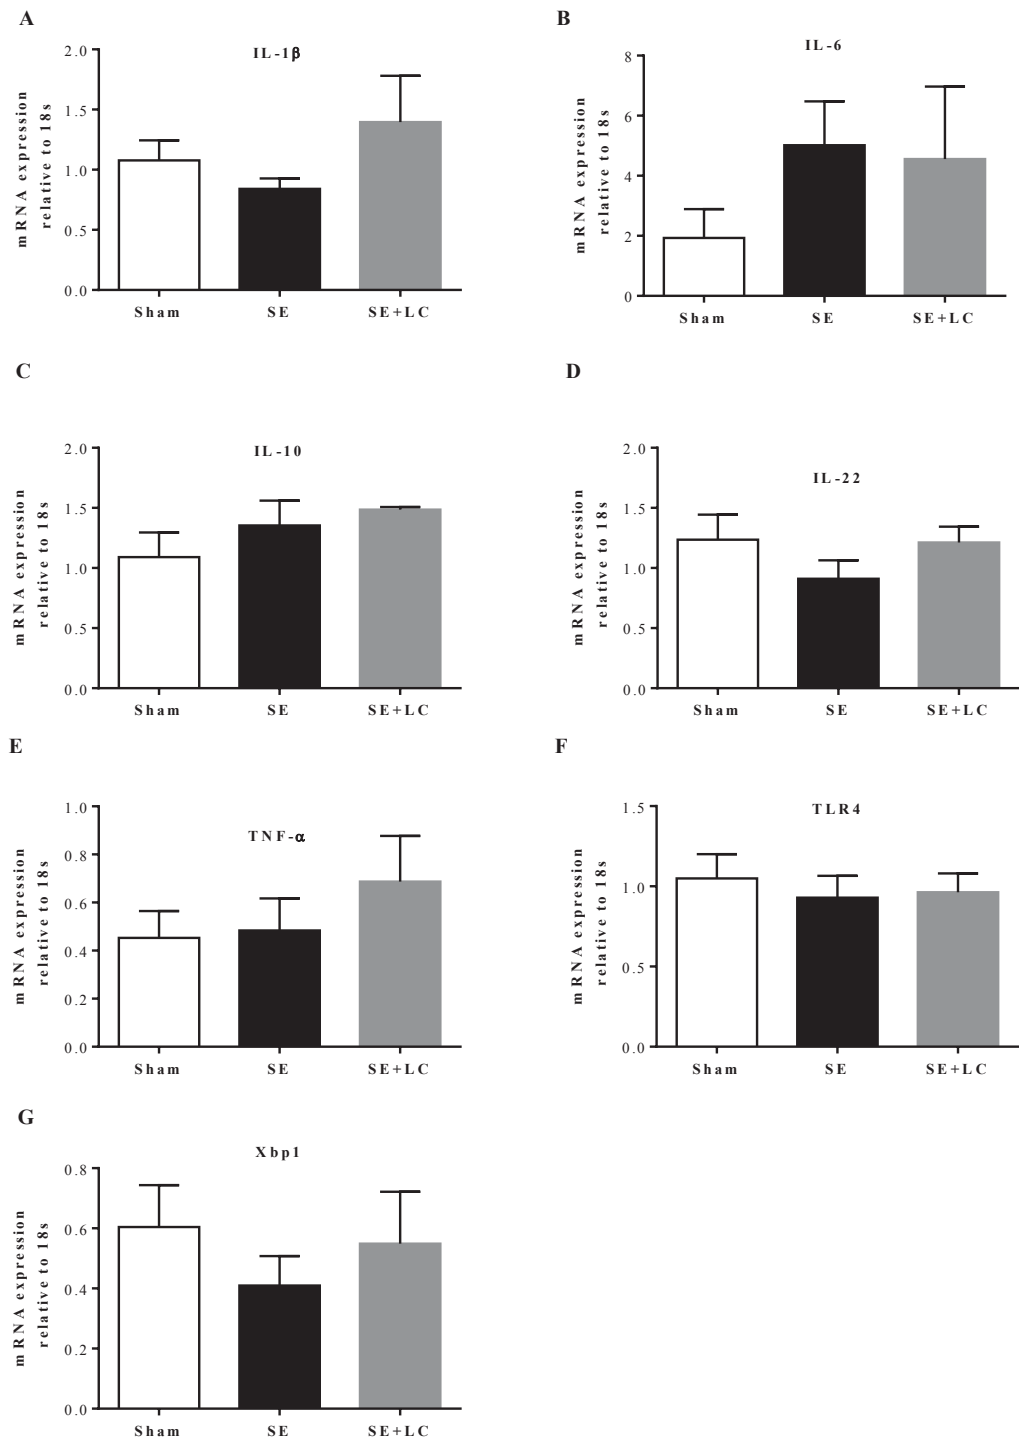 A
IL-1β
mRNA expression
relative to 18s
2.0
1.5
1.0
0.5
0.0
Sham SE SE+LC
B
IL-6
mRNA expression
relative to 18s
8
6
4
2
0
Sham SE SE+LC
C
IL-10
mRNA expression
relative to 18s
2.0
1.5
1.0
0.5
0.0
Sham SE SE+LC
D
IL-22
mRNA expression
relative to 18s
2.0
1.5
1.0
0.5
0.0
Sham SE SE+LC
E
TNF-α
mRNA expression
relative to 18s
1.0
0.8
0.6
0.4
0.2
0.0
Sham SE SE+LC
F
TLR4
mRNA expression
relative to 18s
1.5
1.0
0.5
0.0
Sham SE SE+LC
G
Xbp1
mRNA expression
relative to 18s
0.8
0.6
0.4
0.2
0.0
Sham SE SE+LC